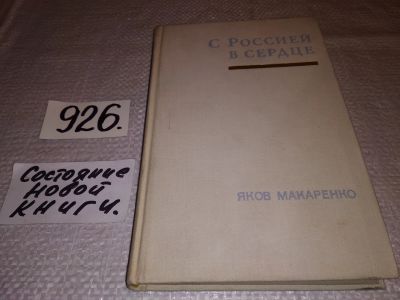 С РОССИЕЙ
В СЕРДЦЕ
926.
Состояние
новой
книги.
ЯКОВ МАКАРЕНКО